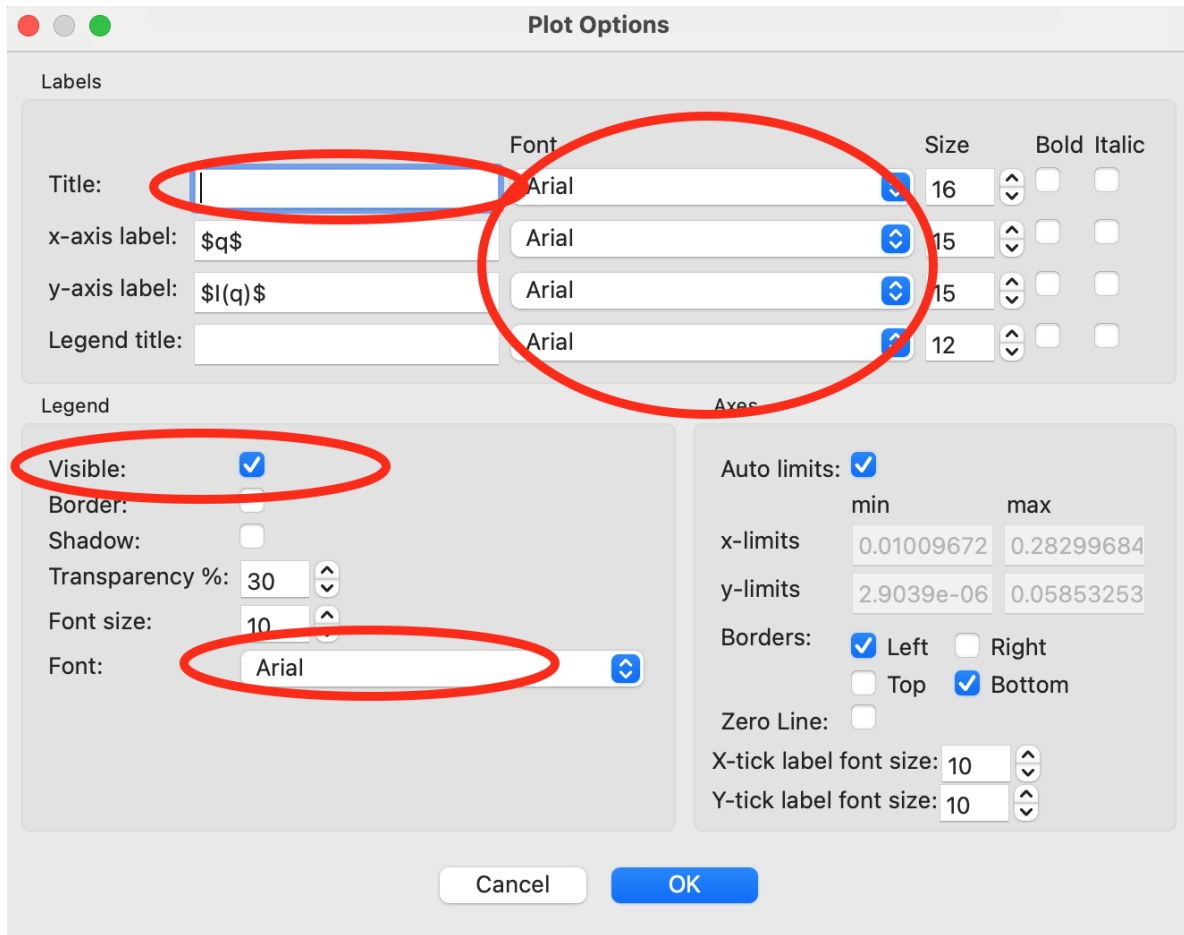 Plot Options
Labels
Font Size Bold Italic
Title: Arial 16
x-axis label: $q$ Arial 15
y-axis label: $I(q)$ Arial 15
Legend title: Arial 12
Legend
Visible:
Border:
Shadow:
Transparency %: 30
Font size: 10
Font: Arial
Axes
Auto limits:
min max
x-limits 0.01009672 0.28299684
y-limits 2.9039e-06 0.05853253
Borders: Left Right
Top Bottom
Zero Line:
X-tick label font size: 10
Y-tick label font size: 10
Cancel OK